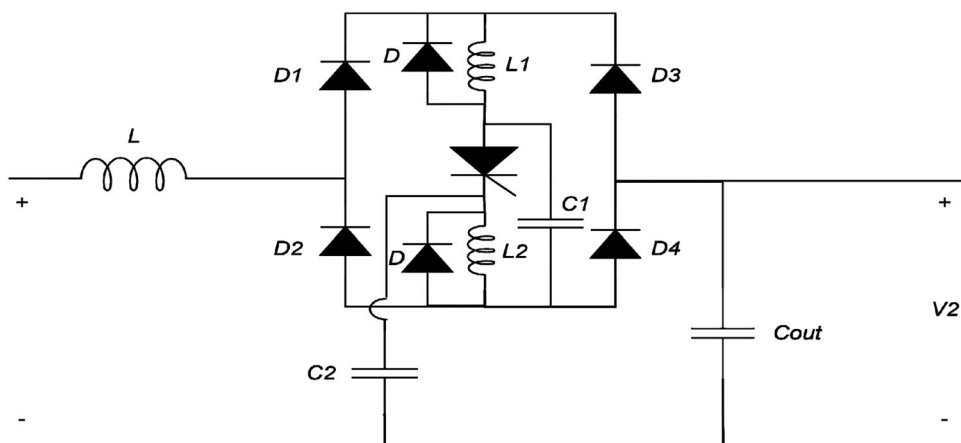 D
L1
D1
D3
L
+
+
C1
D2
D
L2
D4
V2
Cout
C2
-
-